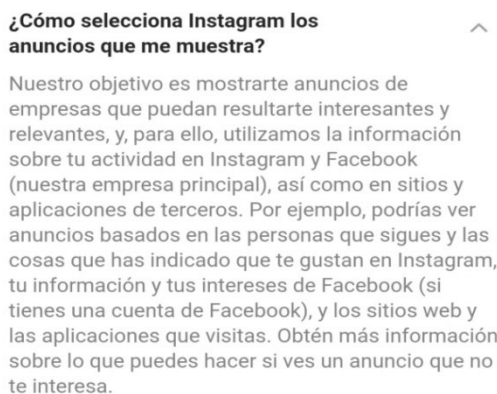 ¿Cómo selecciona Instagram los
anuncios que me muestra?
Nuestro objetivo es mostrarte anuncios de
empresas que puedan resultarte interesantes y
relevantes, y, para ello, utilizamos la información
sobre tu actividad en Instagram y Facebook
(nuestra empresa principal), así como en sitios y
aplicaciones de terceros. Por ejemplo, podrías ver
anuncios basados en las personas que sigues y las
cosas que has indicado que te gustan en Instagram,
tu información y tus intereses de Facebook (si
tienes una cuenta de Facebook), y los sitios web y
las aplicaciones que visitas. Obtén más información
sobre lo que puedes hacer si ves un anuncio que no
te interesa.